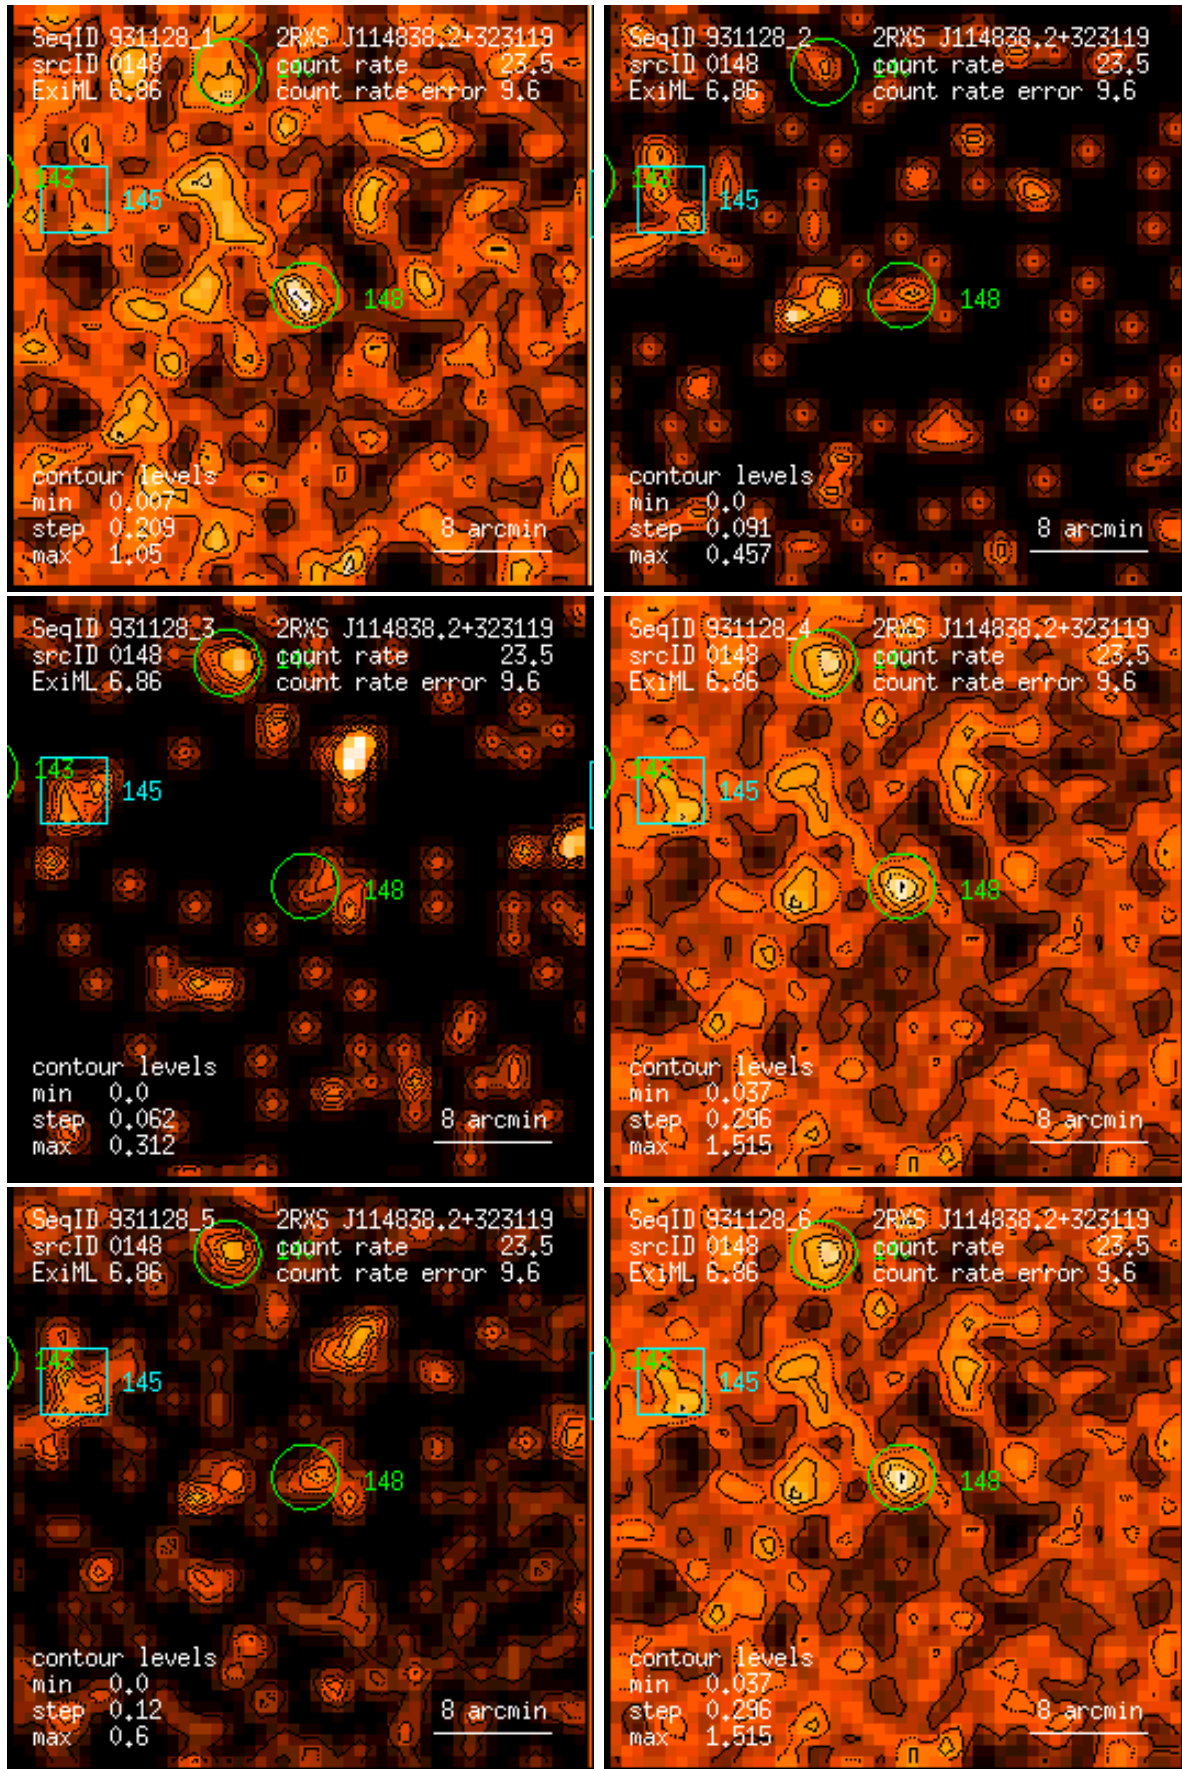 SeqID 931128_1 2RXS J114838.2+323119
srcID 0148 count rate 23.5
ExiML 6.86 count rate error 9.6
143
145
148
contour levels
min 0.007
step 0.209
max 1.05
8 arcmin
SeqID 931128_2 2RXS J114838.2+323119
srcID 0148 count rate 23.5
ExiML 6.86 count rate error 9.6
143
145
148
contour levels
min 0.0
step 0.091
max 0.457
8 arcmin
SeqID 931128_3 2RXS J114838.2+323119
srcID 0148 count rate 23.5
ExiML 6.86 count rate error 9.6
143
145
148
contour levels
min 0.0
step 0.062
max 0.312
8 arcmin
SeqID 931128_4 2RXS J114838.2+323119
srcID 0148 count rate 23.5
ExiML 6.86 count rate error 9.6
143
145
148
contour levels
min 0.037
step 0.296
max 1.515
8 arcmin
SeqID 931128_5 2RXS J114838.2+323119
srcID 0148 count rate 23.5
ExiML 6.86 count rate error 9.6
143
145
148
contour levels
min 0.0
step 0.12
max 0.6
8 arcmin
SeqID 931128_6 2RXS J114838.2+323119
srcID 0148 count rate 23.5
ExiML 6.86 count rate error 9.6
143
145
148
contour levels
min 0.037
step 0.296
max 1.515
8 arcmin